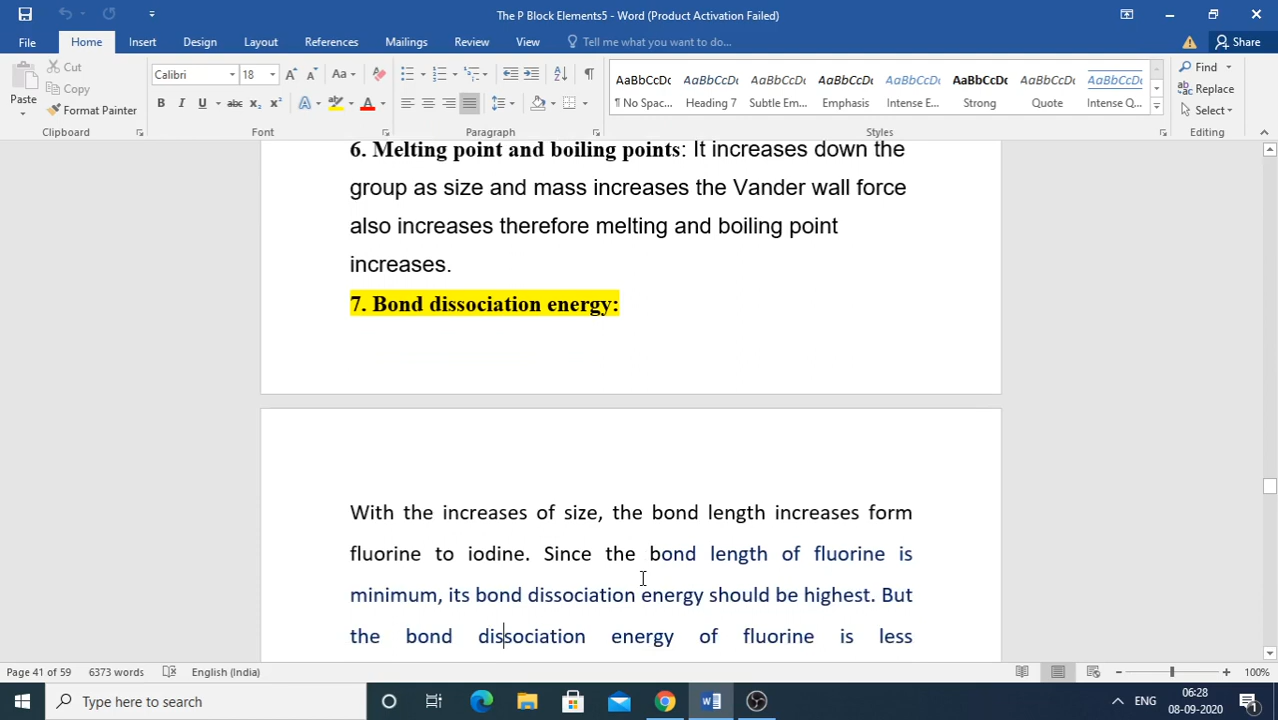 The P Block Elements5 - Word (Product Activation Failed)
File Home Insert Design Layout References Mailings Review View Tell me what you want to do... Share
Paste Cut Copy Format Painter
Calibri 18
Aa
AaBbCcDc AaBbCcDc AaBbCcDc AaBbCcDc AaBbCcDc AaBbCcDc AaBbCcDc AaBbCcDc
¶ No Spac... Heading 7 Subtle Em... Emphasis Intense E... Strong Quote Intense Q...
Find Replace Select
Clipboard Font Paragraph Styles Editing
6. Melting point and boiling points: It increases down the
group as size and mass increases the Vander wall force
also increases therefore melting and boiling point
increases.
7. Bond dissociation energy:
With the increases of size, the bond length increases form
fluorine to iodine. Since the bond length of fluorine is
minimum, its bond dissociation energy should be highest. But
the bond dissociation energy of fluorine is less
Page 41 of 59 6373 words English (India) 100%
Type here to search
ENG 06:28
08-09-2020